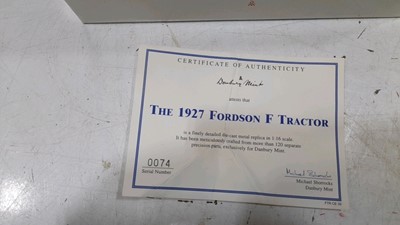 CERTIFICATE OF AUTHENTICITY
Danbury Mint
attests that
THE 1927 FORDSON F TRACTOR
is a finely detailed die-cast metal replica in 1:16 scale.
It has been meticulously crafted from more than 120 separate
precision parts, exclusively for Danbury Mint.
0074
Serial Number
Michael
Danbury Mint